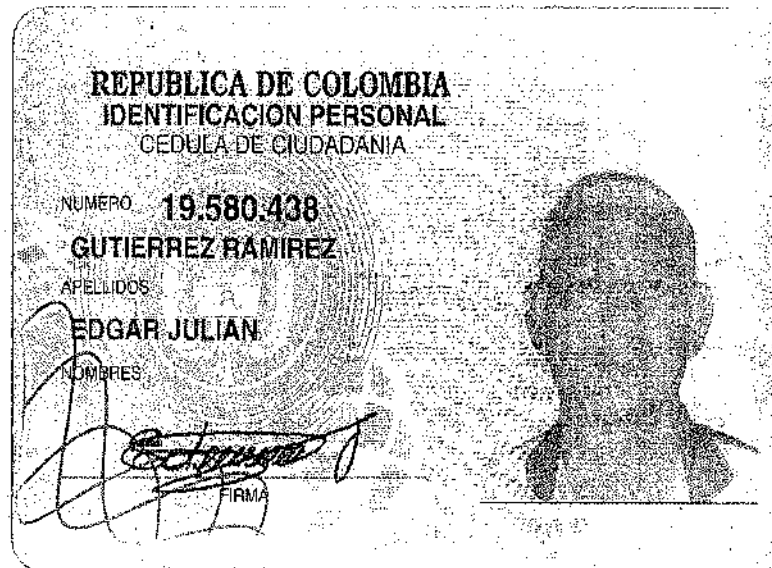 REPUBLICA DE COLOMBIA
IDENTIFICACION PERSONAL
CEDULA DE CIUDADANIA
NUMERO 19.580.438
GUTIERREZ RAMIREZ
APELLIDOS
EDGAR JULIAN
NOMBRES
FIRMA